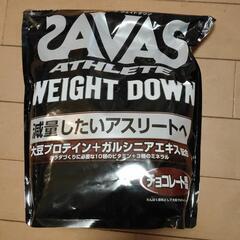 SAVAS
ATHLETE
WEIGHT DOWN
減量したいアスリートへ
大豆プロテイン+ガルシニアエキス
カラダづくりに必要な10種のビタミン+3種のミネラル
チョコレート